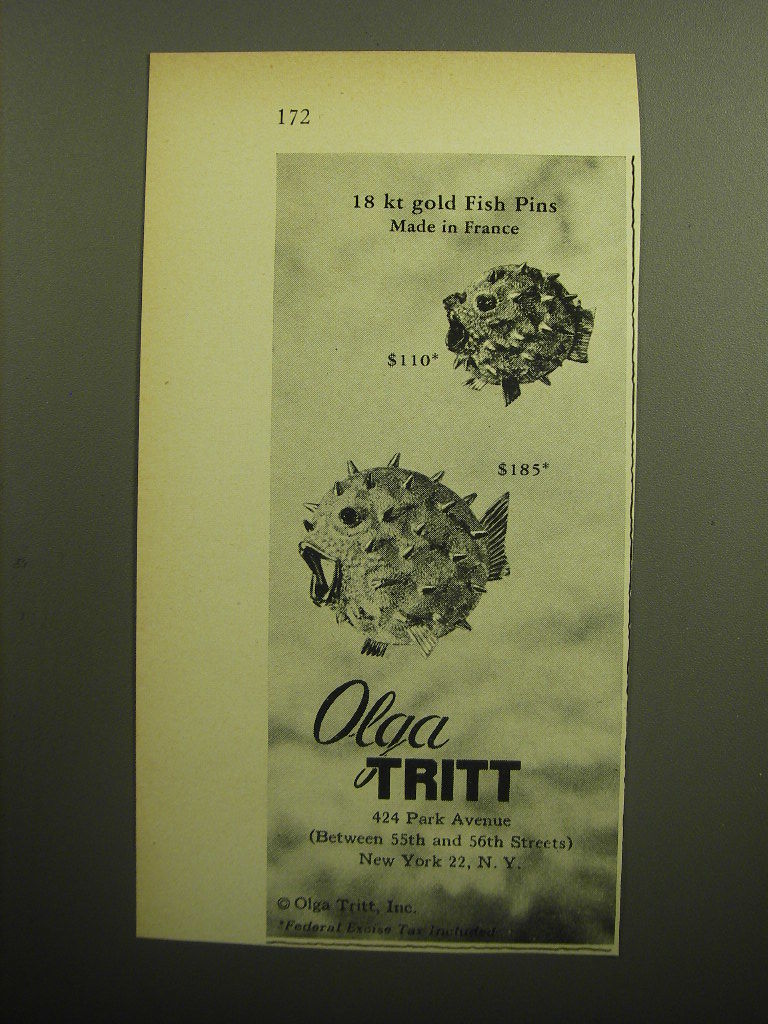 172
18 kt gold Fish Pins
Made in France
$110*
$185*
Olga
TRITT
424 Park Avenue
(Between 55th and 56th Streets)
New York 22, N. Y.
© Olga Tritt, Inc.
*Federal Excise Tax Included